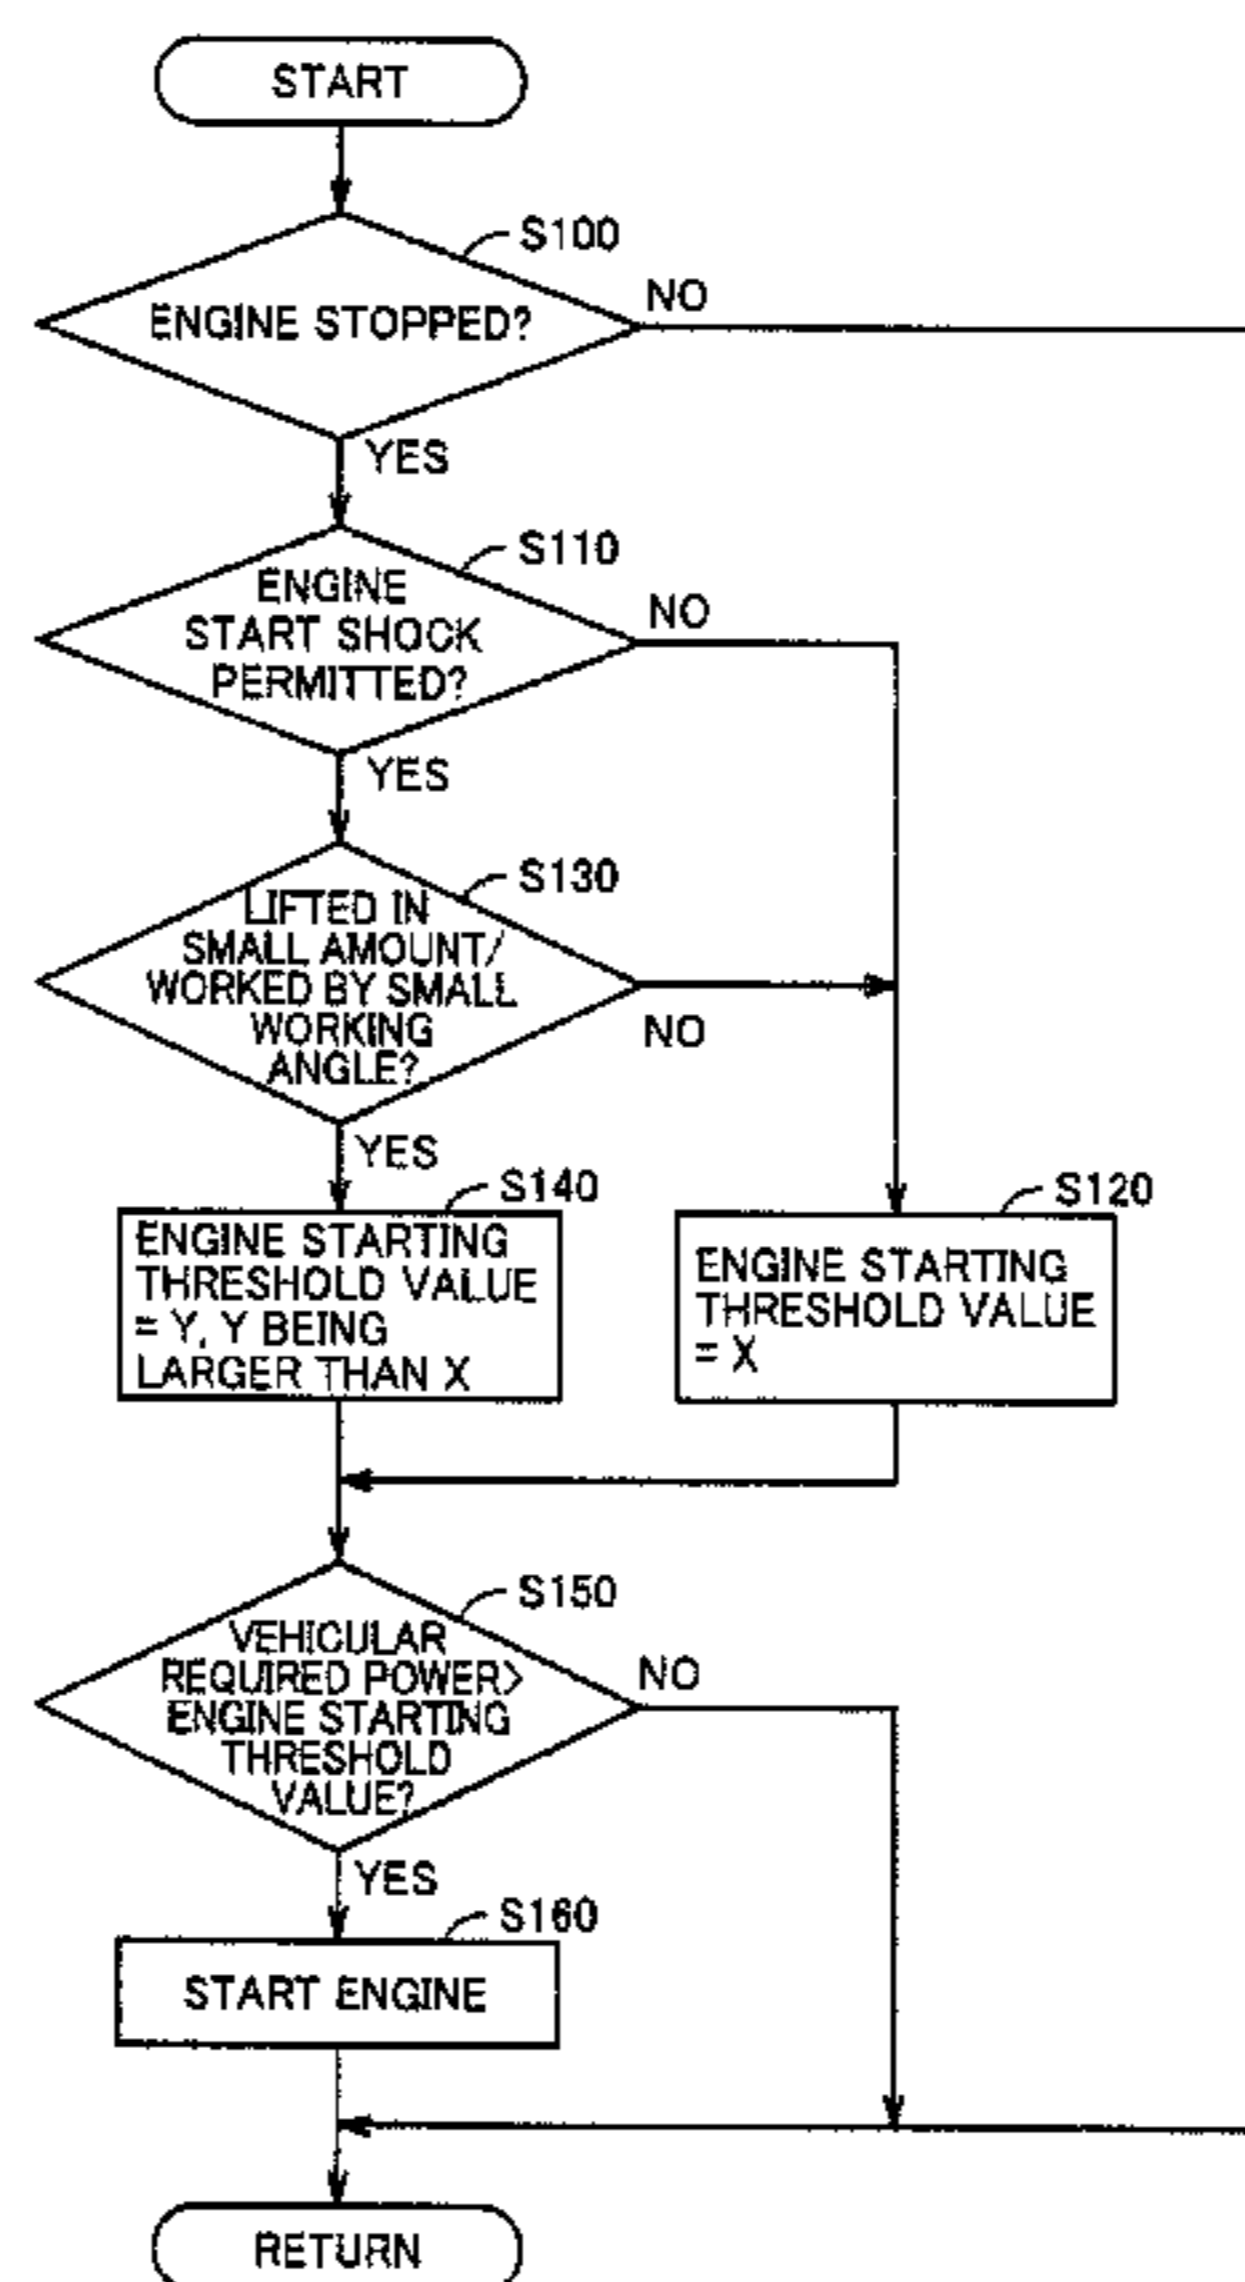 START
S100
NO
ENGINE STOPPED?
YES
S110
ENGINE
START SHOCK
PERMITTED?
NO
YES
S130
LIFTED IN
SMALL AMOUNT/
WORKED BY SMALL
WORKING
ANGLE?
NO
YES
S140
ENGINE STARTING
THRESHOLD VALUE
= Y, Y BEING
LARGER THAN X
S120
ENGINE STARTING
THRESHOLD VALUE
= X
S150
VEHICULAR
REQUIRED POWER>
ENGINE STARTING
THRESHOLD
VALUE?
NO
YES
S160
START ENGINE
RETURN